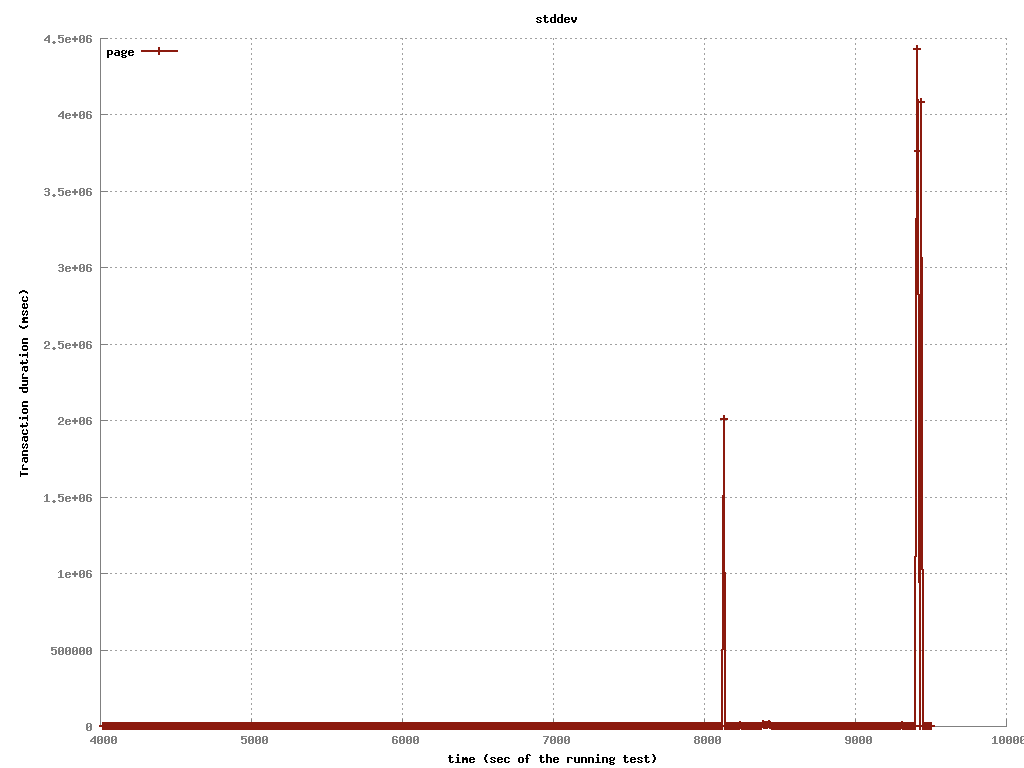 stddev
4.5e+06
page
4e+06
3.5e+06
3e+06
2.5e+06
2e+06
1.5e+06
1e+06
500000
0
Transaction duration (msec)
4000 5000 6000 7000 8000 9000 10000
time (sec of the running test)